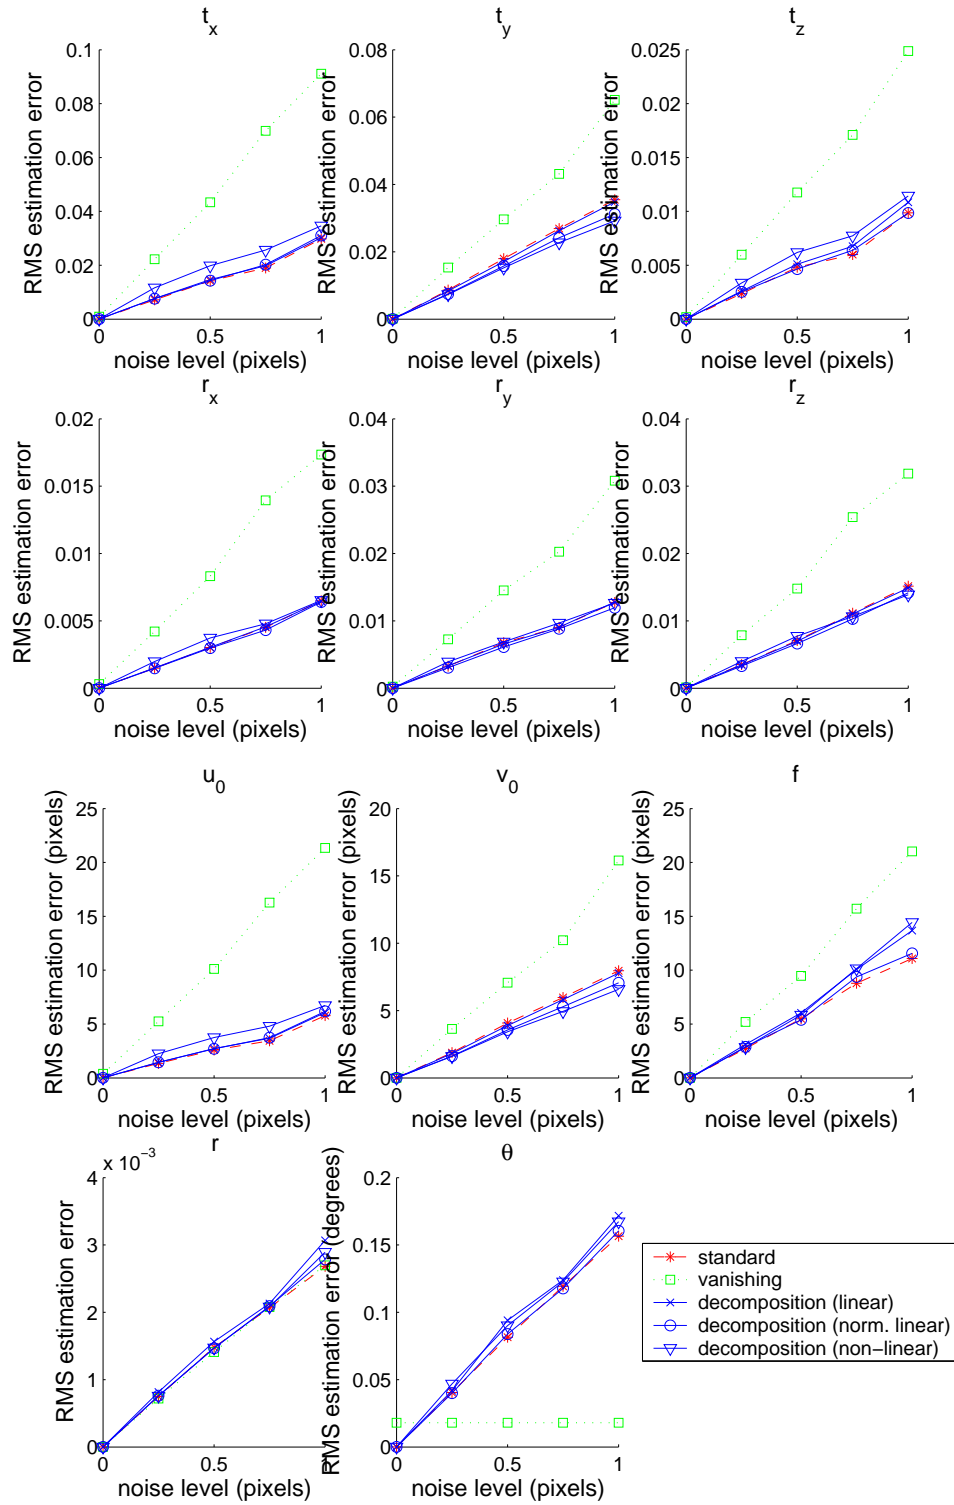 t_x
RMS estimation error
0.1
0.08
0.06
0.04
0.02
0
0 0.5 1
noise level (pixels)
t_y
RMS estimation error
0.08
0.06
0.04
0.02
0
0 0.5 1
noise level (pixels)
t_z
RMS estimation error
0.025
0.02
0.015
0.01
0.005
0
0 0.5 1
noise level (pixels)
r_x
RMS estimation error
0.02
0.015
0.01
0.005
0
0 0.5 1
noise level (pixels)
r_y
RMS estimation error
0.04
0.03
0.02
0.01
0
0 0.5 1
noise level (pixels)
r_z
RMS estimation error
0.04
0.03
0.02
0.01
0
0 0.5 1
noise level (pixels)
u_0
RMS estimation error (pixels)
25
20
15
10
5
0
0 0.5 1
noise level (pixels)
v_0
RMS estimation error (pixels)
20
15
10
5
0
0 0.5 1
noise level (pixels)
f
RMS estimation error (pixels)
25
20
15
10
5
0
0 0.5 1
noise level (pixels)
r
x 10^−3
RMS estimation error
4
3
2
1
0
0 0.5 1
noise level (pixels)
θ
RMS estimation error (degrees)
0.2
0.15
0.1
0.05
0
0 0.5 1
noise level (pixels)
standard
vanishing
decomposition (linear)
decomposition (norm. linear)
decomposition (non−linear)